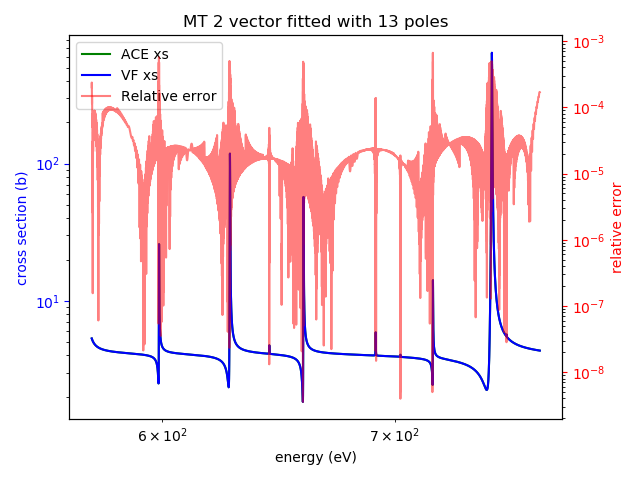 MT 2 vector fitted with 13 poles
ACE xs
VF xs
Relative error
10⁻³
10⁻⁴
10⁻⁵
10⁻⁶
10⁻⁷
10⁻⁸
10²
10¹
cross section (b)
relative error
6 × 10²
7 × 10²
energy (eV)